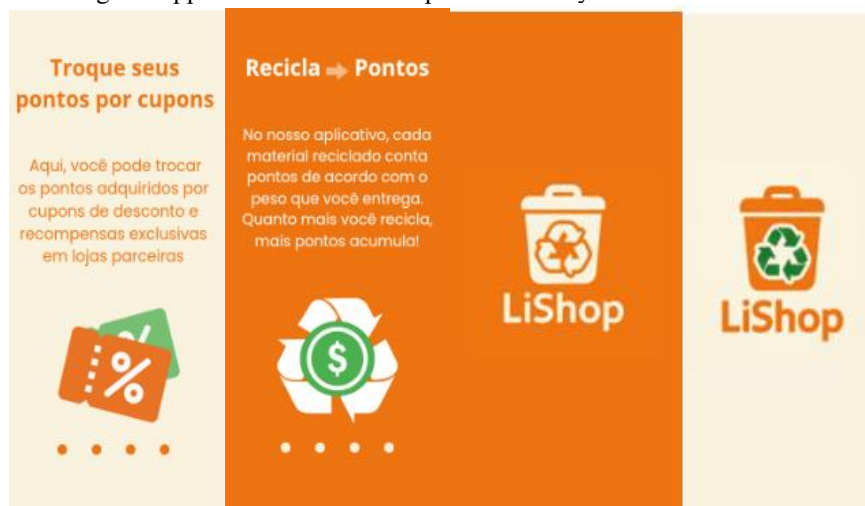 Troque seus
pontos por cupons
Aqui, você pode trocar
os pontos adquiridos por
cupons de desconto e
recompensas exclusivas
em lojas parceiras
%
%
Recicla ➡ Pontos
No nosso aplicativo, cada
material reciclado conta
pontos de acordo com o
peso que você entrega.
Quanto mais você recicla,
mais pontos acumula!
$
LiShop
LiShop